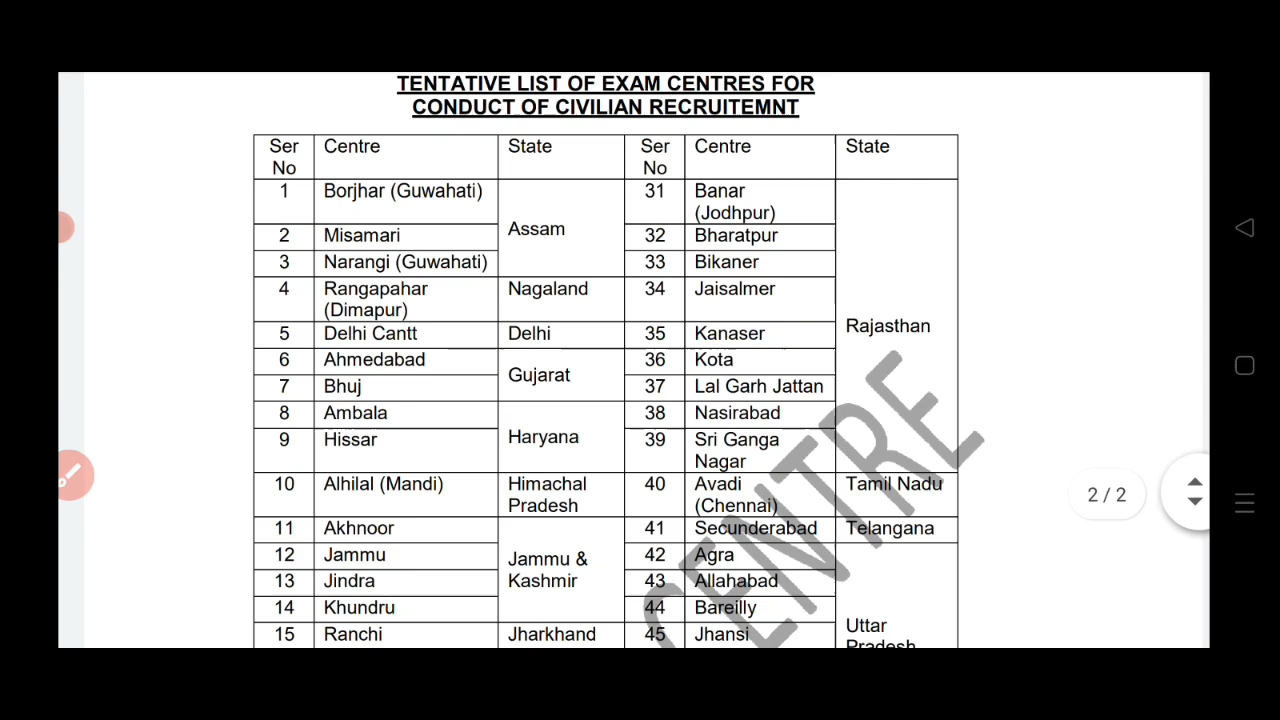 TENTATIVE LIST OF EXAM CENTRES FOR
CONDUCT OF CIVILIAN RECRUITEMNT
Ser No Centre State Ser No Centre State
1 Borjhar (Guwahati) Assam 31 Banar (Jodhpur) Rajasthan
2 Misamari 32 Bharatpur
3 Narangi (Guwahati) 33 Bikaner
4 Rangapahar (Dimapur) Nagaland 34 Jaisalmer
5 Delhi Cantt Delhi 35 Kanaser
6 Ahmedabad Gujarat 36 Kota
7 Bhuj 37 Lal Garh Jattan
8 Ambala Haryana 38 Nasirabad
9 Hissar 39 Sri Ganga Nagar
10 Alhilal (Mandi) Himachal Pradesh 40 Avadi (Chennai) Tamil Nadu
11 Akhnoor Jammu & Kashmir 41 Secunderabad Telangana
12 Jammu 42 Agra Uttar Pradesh
13 Jindra 43 Allahabad
14 Khundru 44 Bareilly
15 Ranchi Jharkhand 45 Jhansi
CENTRE
2 / 2